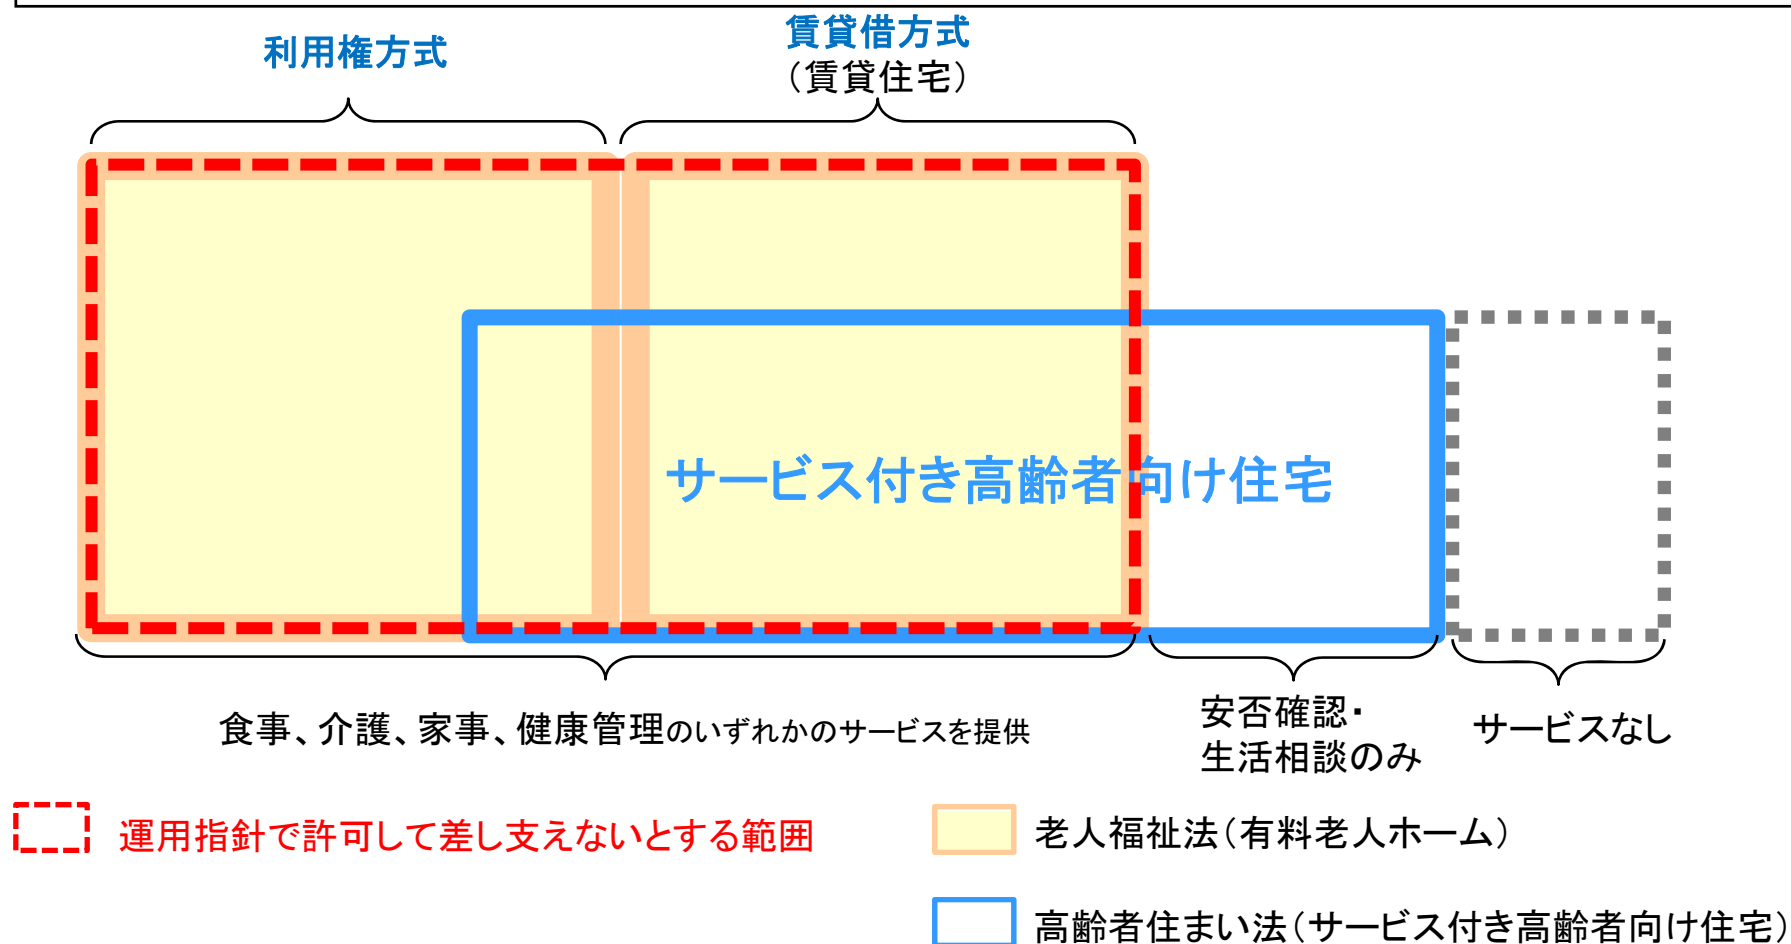 利用権方式
賃貸借方式
（賃貸住宅）
サービス付き高齢者向け住宅
食事、介護、家事、健康管理のいずれかのサービスを提供
安否確認・
生活相談のみ
サービスなし
運用指針で許可して差し支えないとする範囲
老人福祉法（有料老人ホーム）
高齢者住まい法（サービス付き高齢者向け住宅）